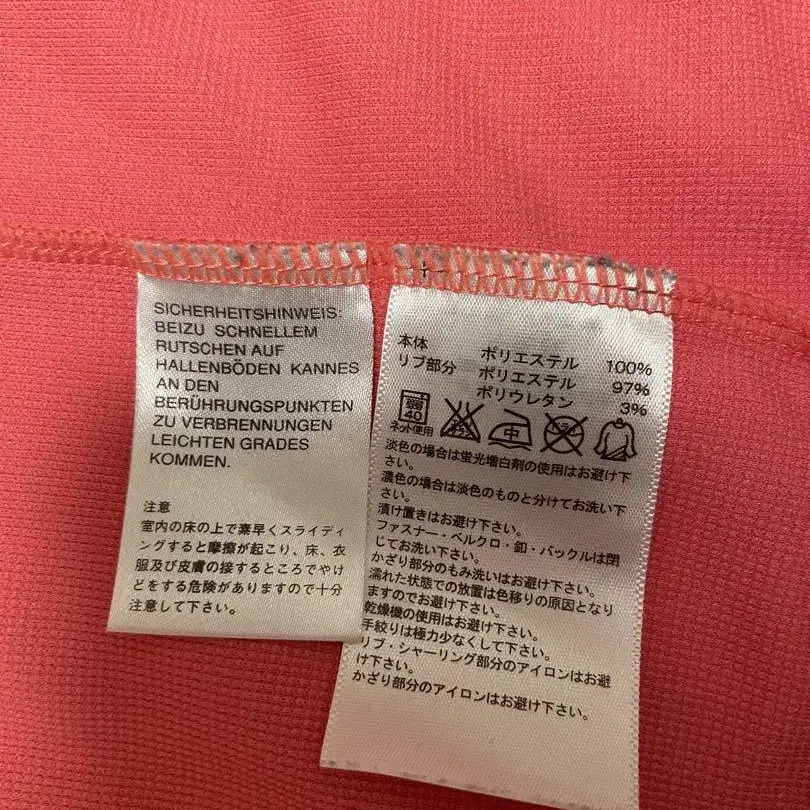 SICHERHEITSHINWEIS:
BEIZU SCHNELLEM
RUTSCHEN AUF
HALLENBÖDEN KANNES
AN DEN
BERÜHRUNGSPUNKTEN
ZU VERBRENNUNGEN
LEICHTEN GRADES
KOMMEN.
注意
室内の床の上で素早くスライディ
ングすると摩擦が起こり、床、衣
服及び皮膚の接するところでやけ
どをする危険がありますので十分
注意して下さい。
本体 ポリエステル 100%
リブ部分 ポリエステル 97%
ポリウレタン 3%
弱 40 中
ネット使用
淡色の場合は蛍光増白剤の使用はお避け下
さい。
濃色の場合は淡色のものと分けてお洗い下
さい。
漬け置きはお避け下さい。
ファスナー・ベルクロ・釦・バックルは閉
じてお洗い下さい。
かざり部分のもみ洗いはお避け下さい。
濡れた状態での放置は色移りの原因となり
ますのでお避け下さい。
乾燥機の使用はお避け下さい。
手絞りは極力少なくして下さい。
リブ・シャーリング部分のアイロンはお避
け下さい。
かざり部分のアイロンはお避け下さい。